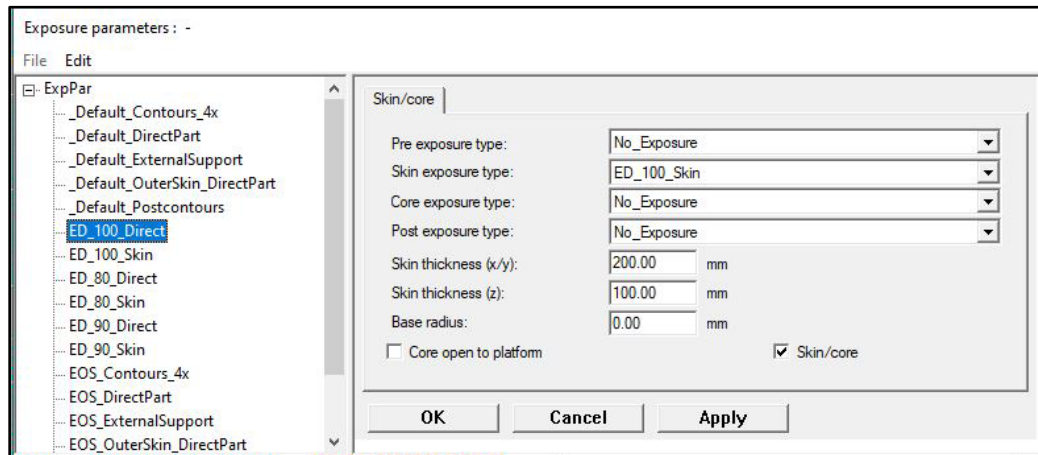 Exposure parameters : -
File Edit
ExpPar
_Default_Contours_4x
_Default_DirectPart
_Default_ExternalSupport
_Default_OuterSkin_DirectPart
_Default_Postcontours
ED_100_Direct
ED_100_Skin
ED_80_Direct
ED_80_Skin
ED_90_Direct
ED_90_Skin
EOS_Contours_4x
EOS_DirectPart
EOS_ExternalSupport
EOS_OuterSkin_DirectPart
Skin/core
Pre exposure type: No_Exposure
Skin exposure type: ED_100_Skin
Core exposure type: No_Exposure
Post exposure type: No_Exposure
Skin thickness (x/y): 200.00 mm
Skin thickness (z): 100.00 mm
Base radius: 0.00 mm
Core open to platform Skin/core
OK Cancel Apply